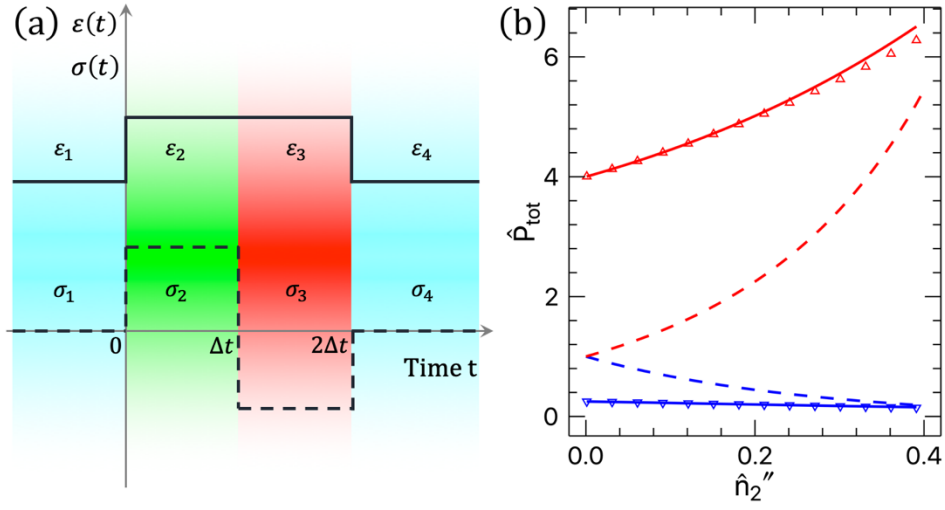 (a) ε(t)
σ(t)
ε₁ ε₂ ε₃ ε₄
σ₁ σ₂ σ₃ σ₄
0 Δt 2Δt
Time t
(b)
6
4
2
0
P̂tot
0.0 0.2 0.4
n̂₂″